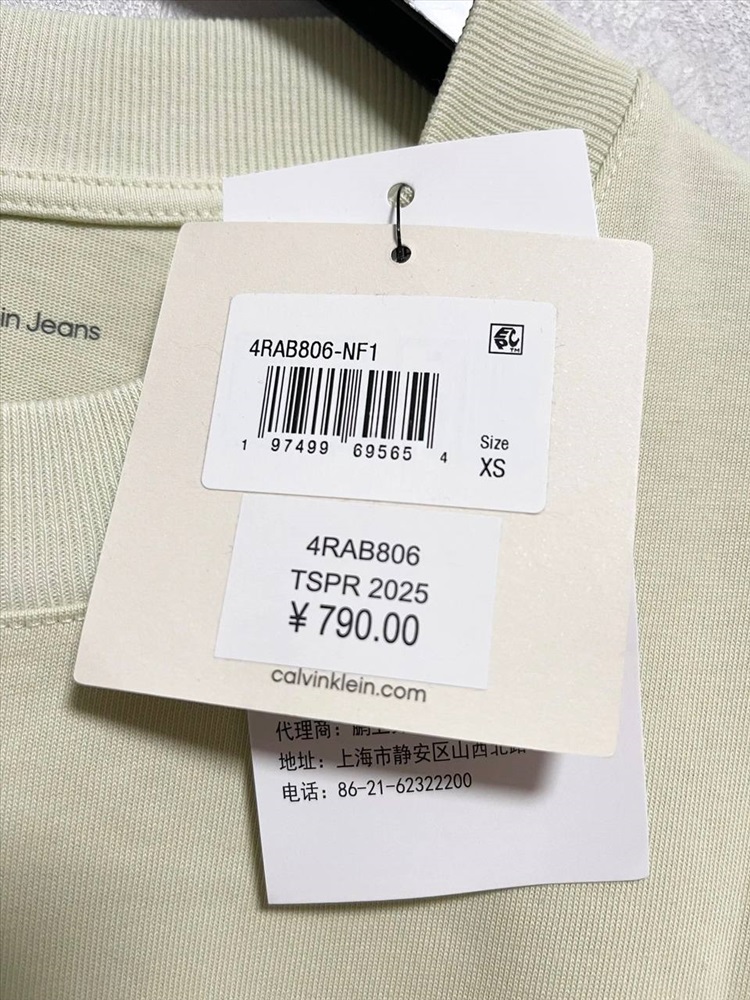 in Jeans
4RAB806-NF1
1 97499 69565 4
Size
XS
4RAB806
TSPR 2025
¥ 790.00
calvinklein.com
代理商：
地址：上海市静安区山西北路
电话：86-21-62322200